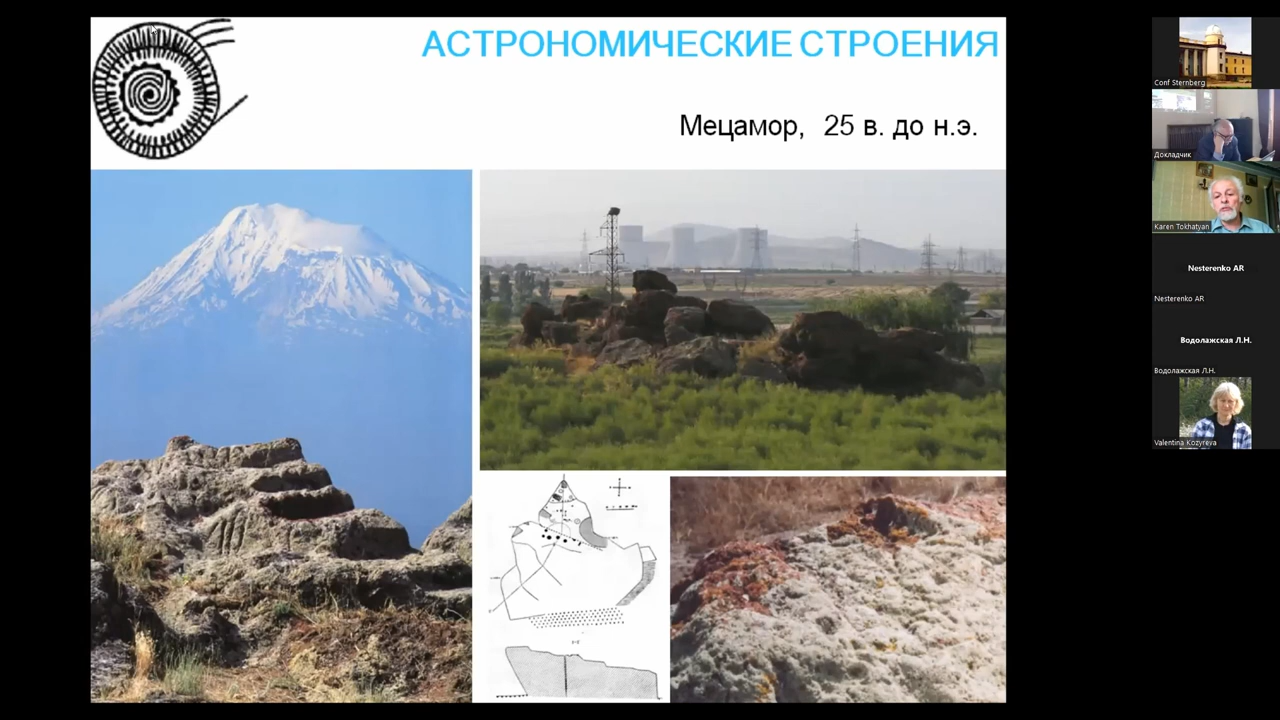 АСТРОНОМИЧЕСКИЕ СТРОЕНИЯ
Мецамор, 25 в. до н.э.
Conf Sternberg
Докладчик
Karen Tokhatyan
Nesterenko AR
Nesterenko AR
Водолажская Л.Н.
Водолажская Л.Н.
Valentina Kozyreva